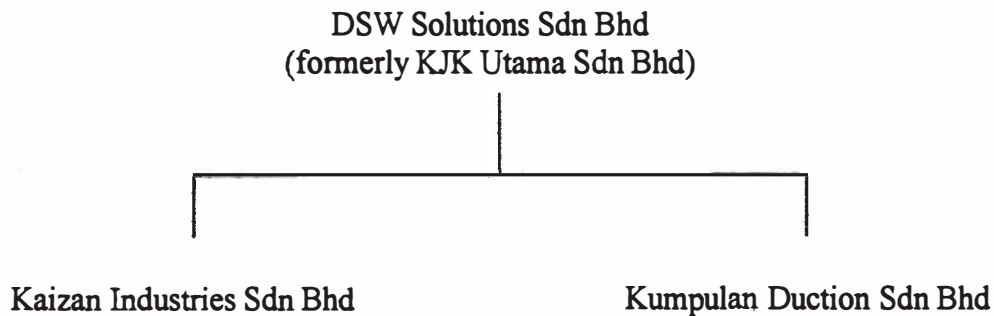 DSW Solutions Sdn Bhd
(formerly KJK Utama Sdn Bhd)
Kaizan Industries Sdn Bhd
Kumpulan Duction Sdn Bhd